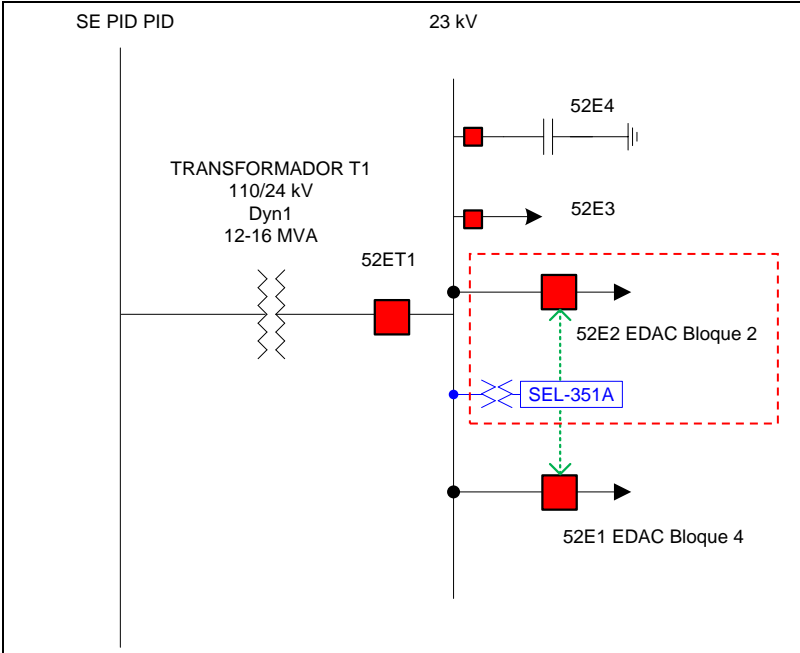 SE PID PID
23 kV
52E4
TRANSFORMADOR T1
110/24 kV
Dyn1
12-16 MVA
52E3
52ET1
52E2 EDAC Bloque 2
SEL-351A
52E1 EDAC Bloque 4